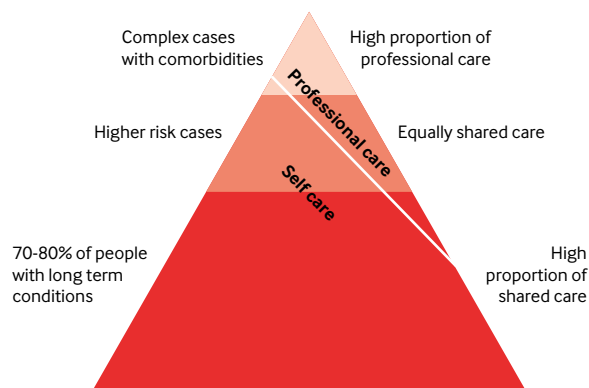 Complex cases
with comorbidities
High proportion of
professional care
Professional care
Higher risk cases
Equally shared care
Self care
70-80% of people
with long term
conditions
High
proportion of
shared care